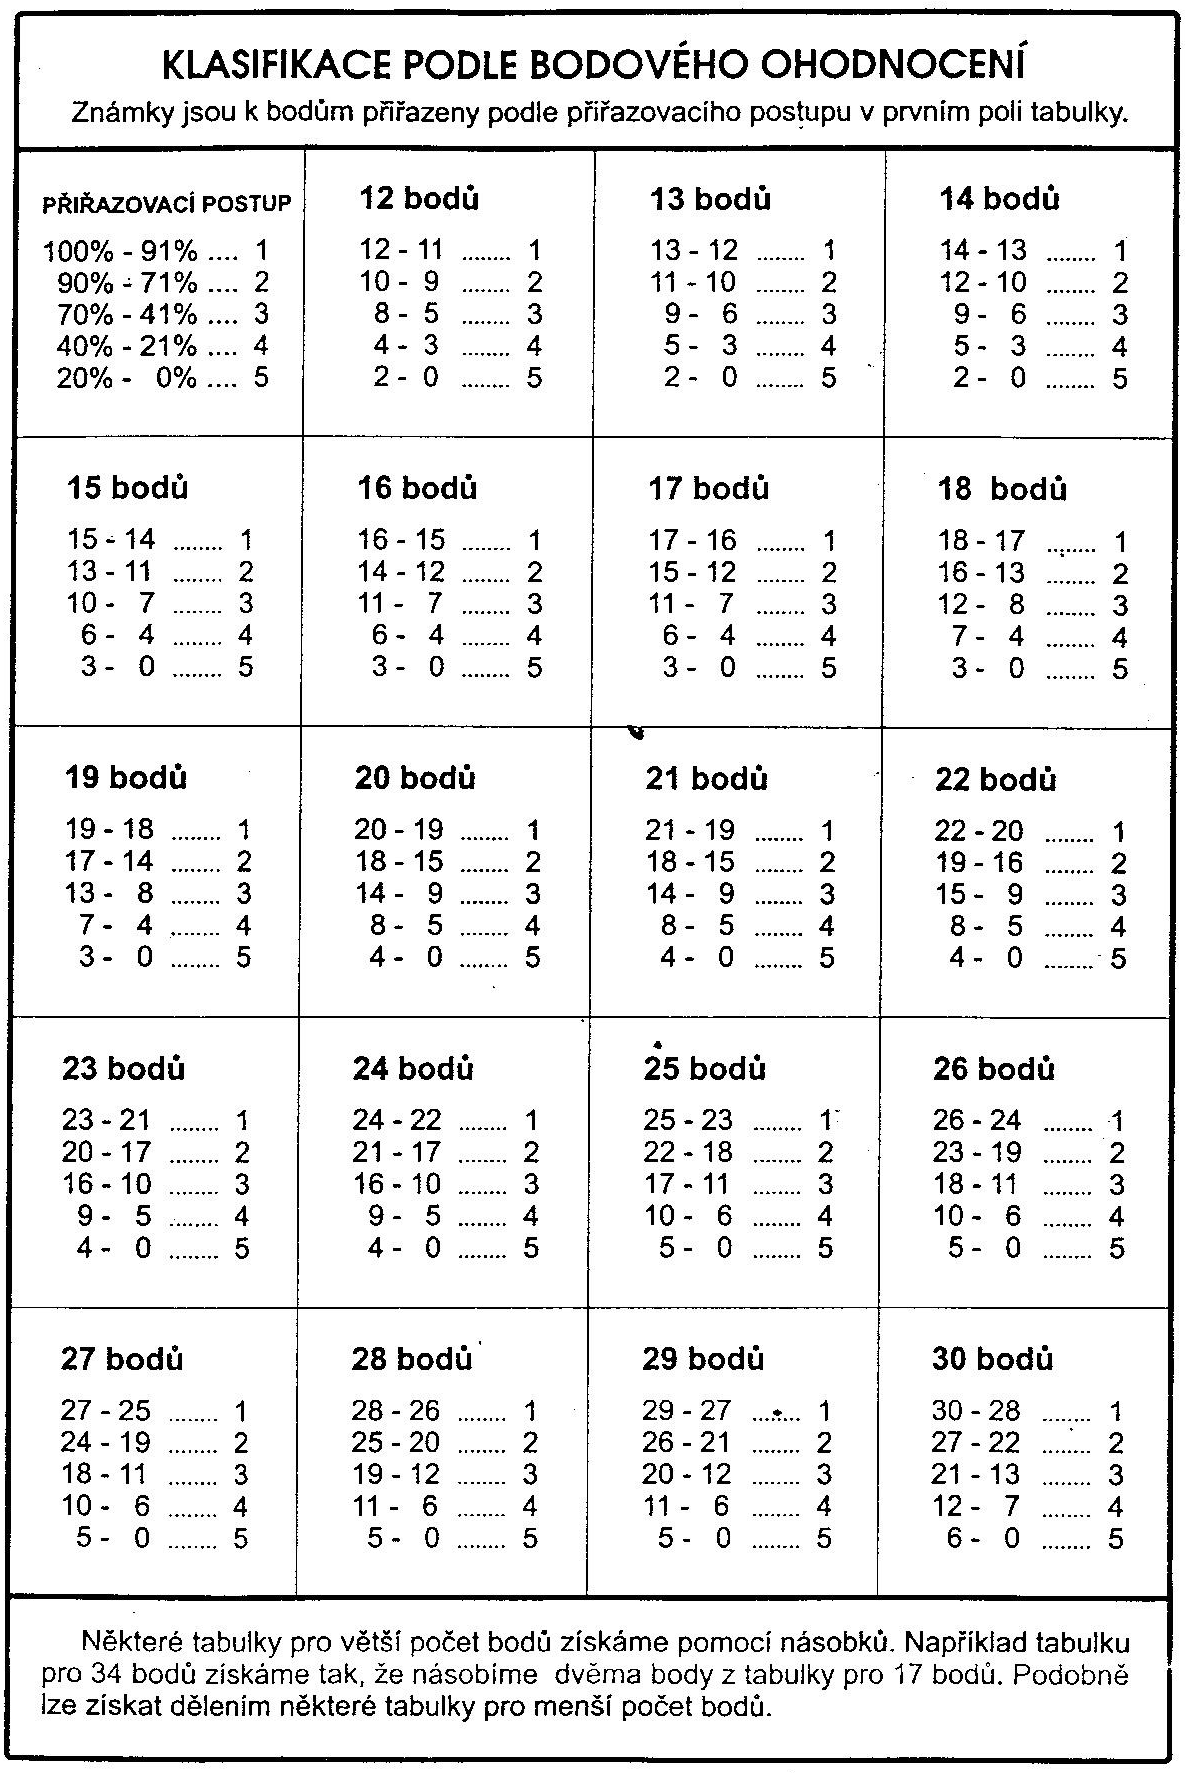 KLASIFIKACE PODLE BODOVÉHO OHODNOCENÍ
Známky jsou k bodům přiřazeny podle přiřazovacího postupu v prvním poli tabulky.
PŘIŘAZOVACÍ POSTUP
100% - 91% .... 1
90% - 71% .... 2
70% - 41% .... 3
40% - 21% .... 4
20% - 0% .... 5
12 bodů
12 - 11 ........ 1
10 - 9 ........ 2
8 - 5 ........ 3
4 - 3 ........ 4
2 - 0 ........ 5
13 bodů
13 - 12 ........ 1
11 - 10 ........ 2
9 - 6 ........ 3
5 - 3 ........ 4
2 - 0 ........ 5
14 bodů
14 - 13 ........ 1
12 - 10 ........ 2
9 - 6 ........ 3
5 - 3 ........ 4
2 - 0 ........ 5
15 bodů
15 - 14 ........ 1
13 - 11 ........ 2
10 - 7 ........ 3
6 - 4 ........ 4
3 - 0 ........ 5
16 bodů
16 - 15 ........ 1
14 - 12 ........ 2
11 - 7 ........ 3
6 - 4 ........ 4
3 - 0 ........ 5
17 bodů
17 - 16 ........ 1
15 - 12 ........ 2
11 - 7 ........ 3
6 - 4 ........ 4
3 - 0 ........ 5
18 bodů
18 - 17 ........ 1
16 - 13 ........ 2
12 - 8 ........ 3
7 - 4 ........ 4
3 - 0 ........ 5
19 bodů
19 - 18 ........ 1
17 - 14 ........ 2
13 - 8 ........ 3
7 - 4 ........ 4
3 - 0 ........ 5
20 bodů
20 - 19 ........ 1
18 - 15 ........ 2
14 - 9 ........ 3
8 - 5 ........ 4
4 - 0 ........ 5
21 bodů
21 - 19 ........ 1
18 - 15 ........ 2
14 - 9 ........ 3
8 - 5 ........ 4
4 - 0 ........ 5
22 bodů
22 - 20 ........ 1
19 - 16 ........ 2
15 - 9 ........ 3
8 - 5 ........ 4
4 - 0 ........ 5
23 bodů
23 - 21 ........ 1
20 - 17 ........ 2
16 - 10 ........ 3
9 - 5 ........ 4
4 - 0 ........ 5
24 bodů
24 - 22 ........ 1
21 - 17 ........ 2
16 - 10 ........ 3
9 - 5 ........ 4
4 - 0 ........ 5
25 bodů
25 - 23 ........ 1
22 - 18 ........ 2
17 - 11 ........ 3
10 - 6 ........ 4
5 - 0 ........ 5
26 bodů
26 - 24 ........ 1
23 - 19 ........ 2
18 - 11 ........ 3
10 - 6 ........ 4
5 - 0 ........ 5
27 bodů
27 - 25 ........ 1
24 - 19 ........ 2
18 - 11 ........ 3
10 - 6 ........ 4
5 - 0 ........ 5
28 bodů
28 - 26 ........ 1
25 - 20 ........ 2
19 - 12 ........ 3
11 - 6 ........ 4
5 - 0 ........ 5
29 bodů
29 - 27 ........ 1
26 - 21 ........ 2
20 - 12 ........ 3
11 - 6 ........ 4
5 - 0 ........ 5
30 bodů
30 - 28 ........ 1
27 - 22 ........ 2
21 - 13 ........ 3
12 - 7 ........ 4
6 - 0 ........ 5
Některé tabulky pro větší počet bodů získáme pomocí násobků. Například tabulku
pro 34 bodů získáme tak, že násobíme dvěma body z tabulky pro 17 bodů. Podobně
lze získat dělením některé tabulky pro menší počet bodů.